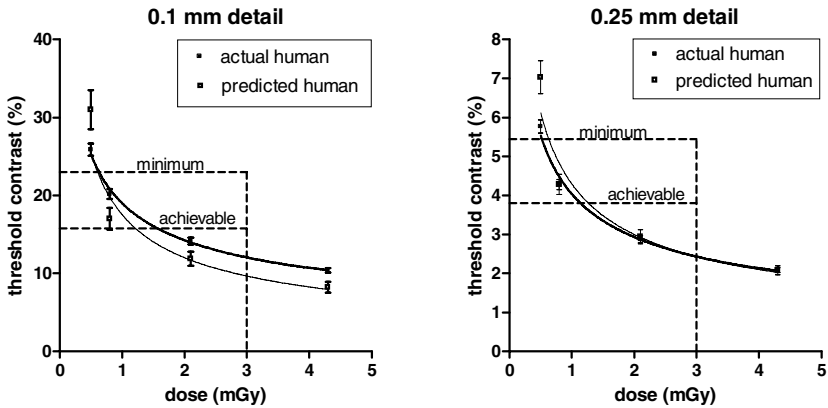 0.1 mm detail
40
30
20
10
0
threshold contrast (%)
actual human
predicted human
minimum
achievable
0 1 2 3 4 5
dose (mGy)
0.25 mm detail
8
7
6
5
4
3
2
1
0
threshold contrast (%)
actual human
predicted human
minimum
achievable
0 1 2 3 4 5
dose (mGy)